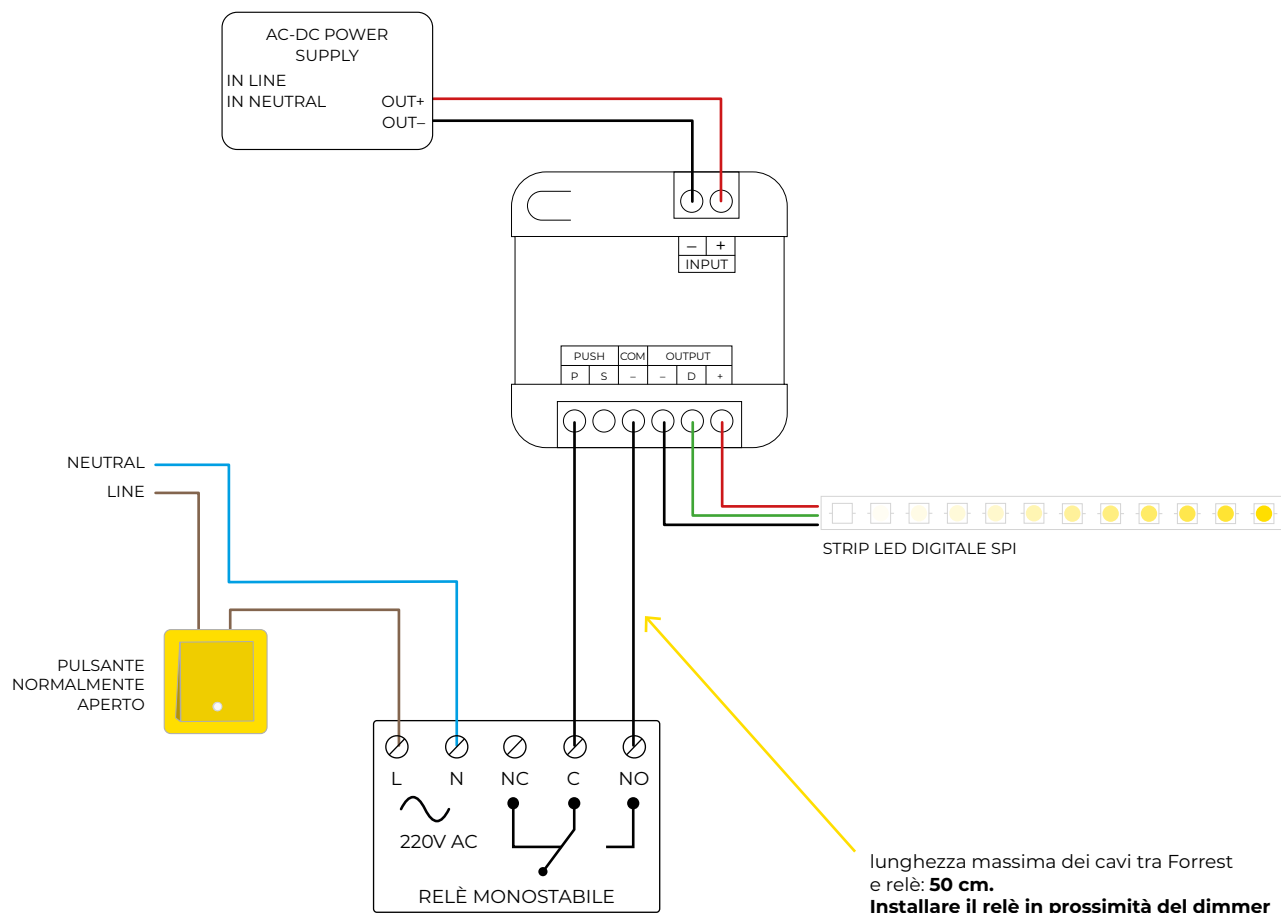 AC-DC POWER
SUPPLY
IN LINE
IN NEUTRAL
OUT+
OUT–
– +
INPUT
PUSH COM OUTPUT
P S – – D +
NEUTRAL
LINE
STRIP LED DIGITALE SPI
PULSANTE
NORMALMENTE
APERTO
L N NC C NO
220V AC
RELÈ MONOSTABILE
lunghezza massima dei cavi tra Forrest
e relè: 50 cm.
Installare il relè in prossimità del dimmer